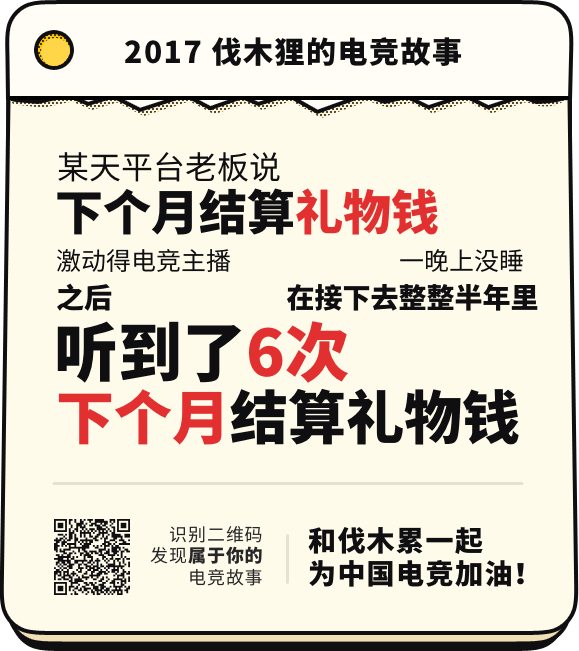 2017 伐木狸的电竞故事
某天平台老板说
下个月结算礼物钱
激动得电竞主播 一晚上没睡
之后 在接下去整整半年里
听到了6次
下个月结算礼物钱
识别二维码
发现属于你的
电竞故事
和伐木累一起
为中国电竞加油!